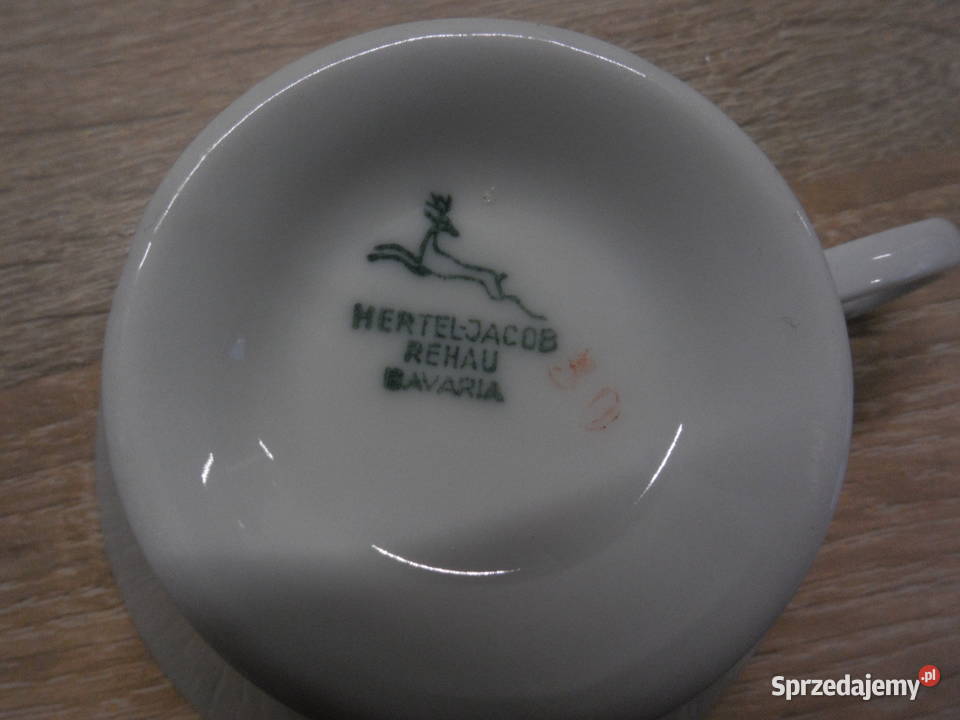 HERTEL-JACOB
REHAU
BAVARIA
Sprzedajemy.pl